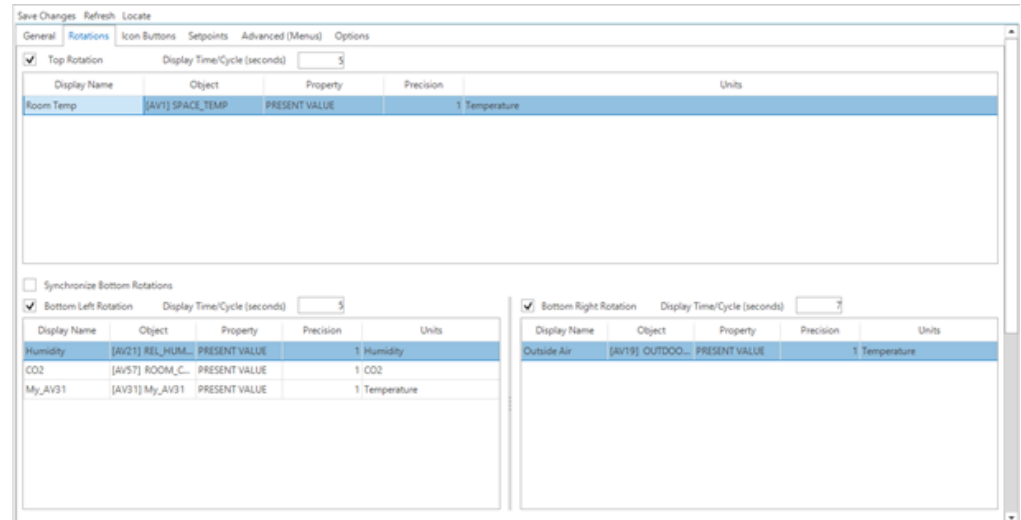 Save Changes Refresh Locate
General Rotations Icon Buttons Setpoints Advanced (Menus) Options
Top Rotation Display Time/Cycle (seconds) 5
Display Name Object Property Precision Units
Room Temp [AV1] SPACE_TEMP PRESENT VALUE 1 Temperature
Synchronize Bottom Rotations
Bottom Left Rotation Display Time/Cycle (seconds) 5
Display Name Object Property Precision Units
Humidity [AV21] REL_HUM... PRESENT VALUE 1 Humidity
CO2 [AV57] ROOM_C... PRESENT VALUE 1 CO2
My_AV31 [AV31] My_AV31 PRESENT VALUE 1 Temperature
Bottom Right Rotation Display Time/Cycle (seconds) 7
Display Name Object Property Precision Units
Outside Air [AV19] OUTDOO... PRESENT VALUE 1 Temperature